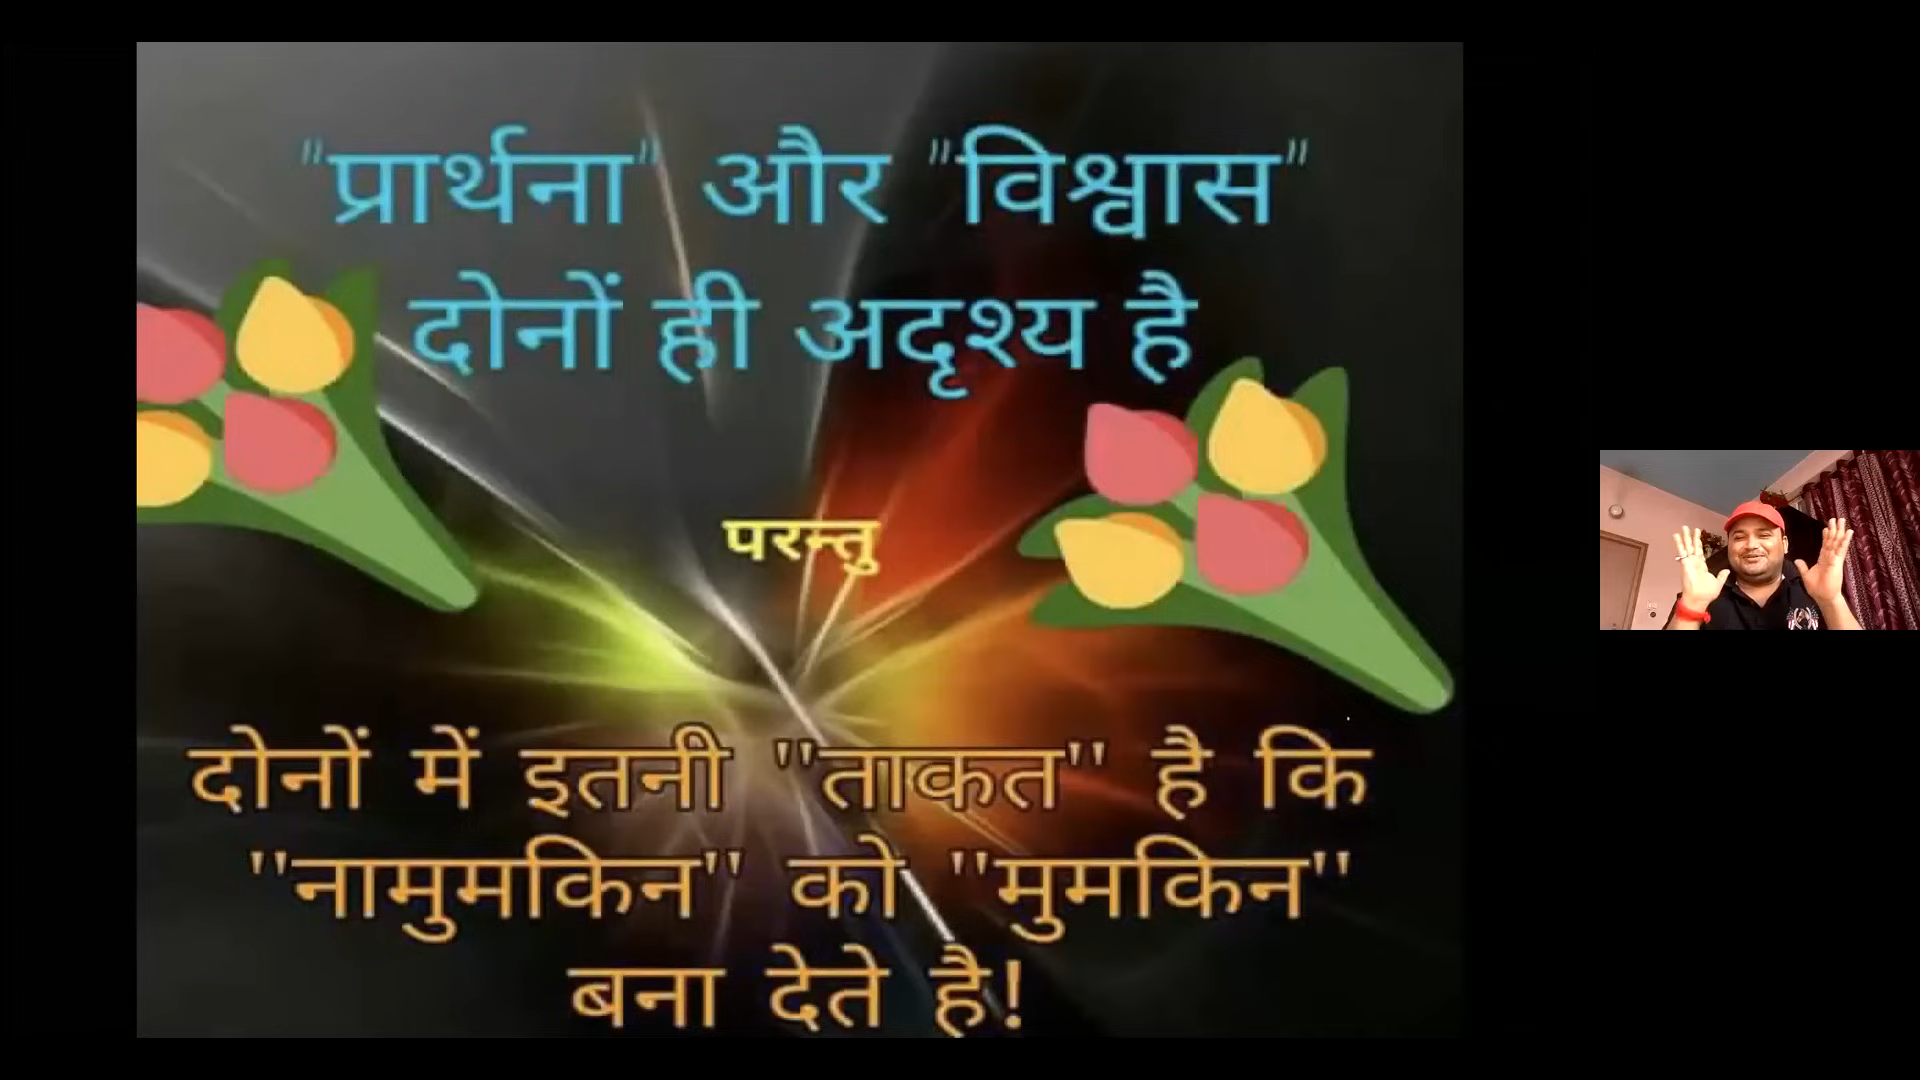 "प्रार्थना" और "विश्वास"
दोनों ही अदृश्य है
परन्तु
दोनों में इतनी ''ताकत'' है कि
''नामुमकिन'' को ''मुमकिन''
बना देते है!